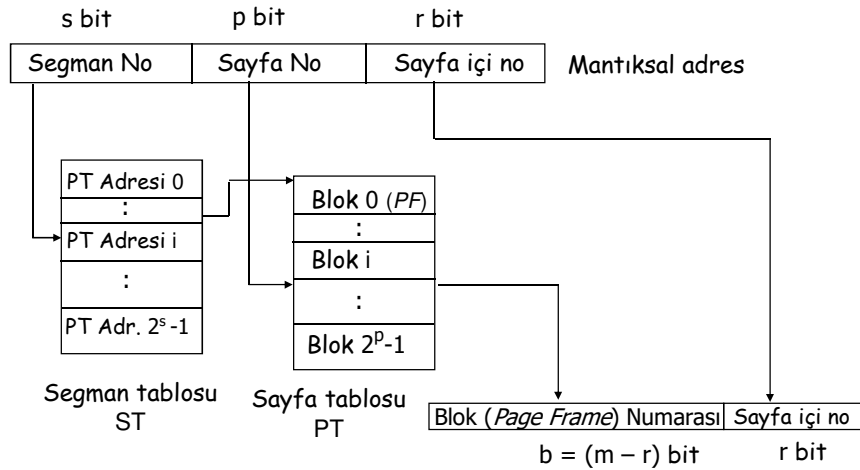 s bit p bit r bit
Segman No Sayfa No Sayfa içi no Mantıksal adres
PT Adresi 0
:
PT Adresi i
:
PT Adr. 2^s -1
Segman tablosu
ST
Blok 0 (PF)
:
Blok i
:
Blok 2^p-1
Sayfa tablosu
PT
Blok (Page Frame) Numarası Sayfa içi no
b = (m – r) bit r bit